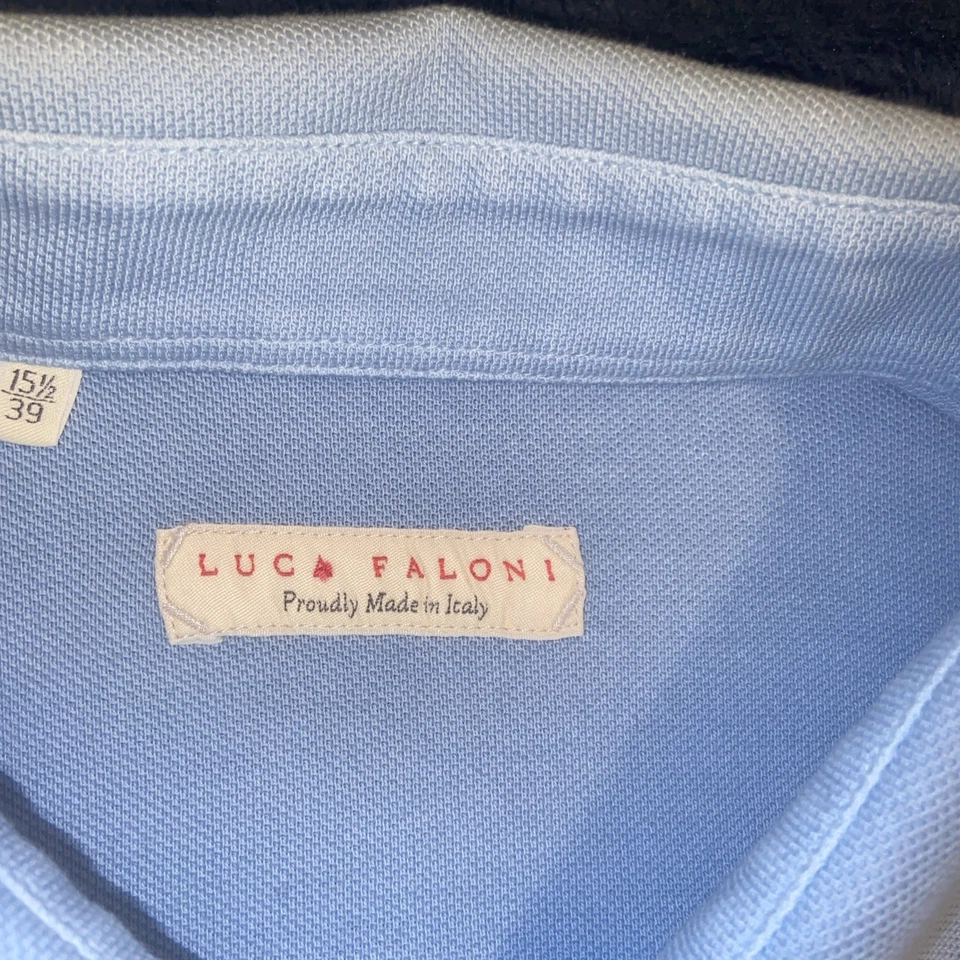 15½
39
LUCA FALONI
Proudly Made in Italy